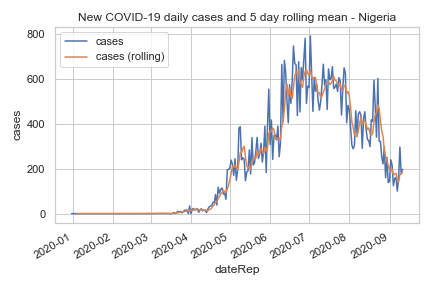 New COVID-19 daily cases and 5 day rolling mean - Nigeria
cases
cases (rolling)
800
600
400
200
0
cases
2020-01
2020-02
2020-03
2020-04
2020-05
2020-06
2020-07
2020-08
2020-09
dateRep